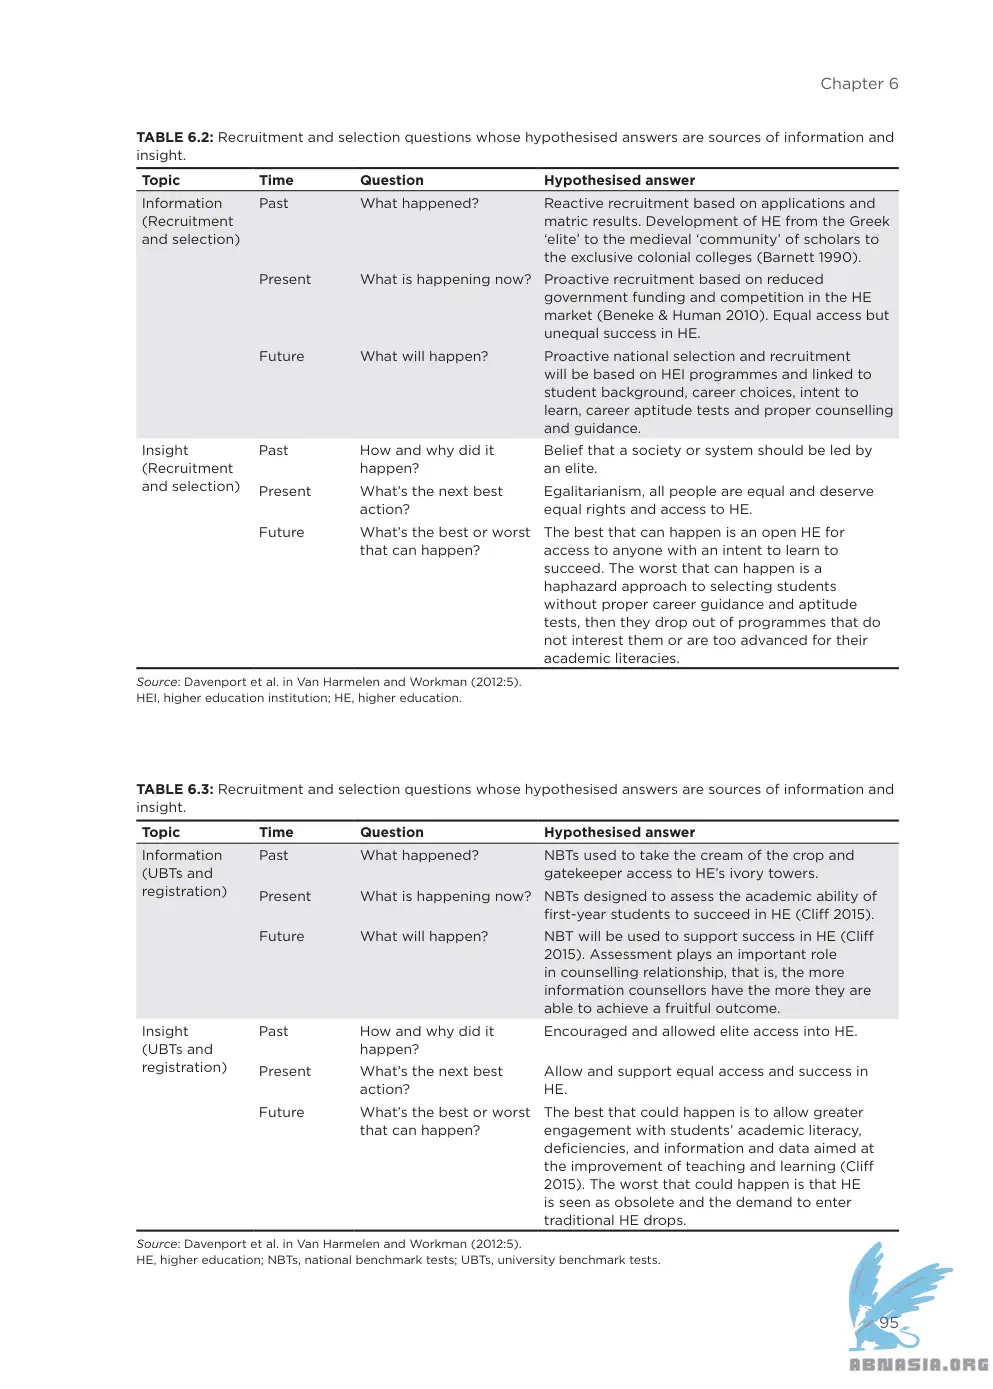 Chapter 6
TABLE 6.2: Recruitment and selection questions whose hypothesised answers are sources of information and
insight.
Topic Time Question Hypothesised answer
Information Past What happened? Reactive recruitment based on applications and
(Recruitment matric results. Development of HE from the Greek
and selection) ‘elite’ to the medieval ‘community’ of scholars to
the exclusive colonial colleges (Barnett 1990).
Present What is happening now? Proactive recruitment based on reduced
government funding and competition in the HE
market (Beneke & Human 2010). Equal access but
unequal success in HE.
Future What will happen? Proactive national selection and recruitment
will be based on HEI programmes and linked to
student background, career choices, intent to
learn, career aptitude tests and proper counselling
and guidance.
Insight Past How and why did it Belief that a society or system should be led by
(Recruitment happen? an elite.
and selection) Present What’s the next best Egalitarianism, all people are equal and deserve
action? equal rights and access to HE.
Future What’s the best or worst The best that can happen is an open HE for
that can happen? access to anyone with an intent to learn to
succeed. The worst that can happen is a
haphazard approach to selecting students
without proper career guidance and aptitude
tests, then they drop out of programmes that do
not interest them or are too advanced for their
academic literacies.
Source: Davenport et al. in Van Harmelen and Workman (2012:5).
HEI, higher education institution; HE, higher education.
TABLE 6.3: Recruitment and selection questions whose hypothesised answers are sources of information and
insight.
Topic Time Question Hypothesised answer
Information Past What happened? NBTs used to take the cream of the crop and
(UBTs and gatekeeper access to HE’s ivory towers.
registration) Present What is happening now? NBTs designed to assess the academic ability of
first-year students to succeed in HE (Cliff 2015).
Future What will happen? NBT will be used to support success in HE (Cliff
2015). Assessment plays an important role
in counselling relationship, that is, the more
information counsellors have the more they are
able to achieve a fruitful outcome.
Insight Past How and why did it Encouraged and allowed elite access into HE.
(UBTs and happen?
registration) Present What’s the next best Allow and support equal access and success in
action? HE.
Future What’s the best or worst The best that could happen is to allow greater
that can happen? engagement with students’ academic literacy,
deficiencies, and information and data aimed at
the improvement of teaching and learning (Cliff
2015). The worst that could happen is that HE
is seen as obsolete and the demand to enter
traditional HE drops.
Source: Davenport et al. in Van Harmelen and Workman (2012:5).
HE, higher education; NBTs, national benchmark tests; UBTs, university benchmark tests.
95
ABNASIA.ORG